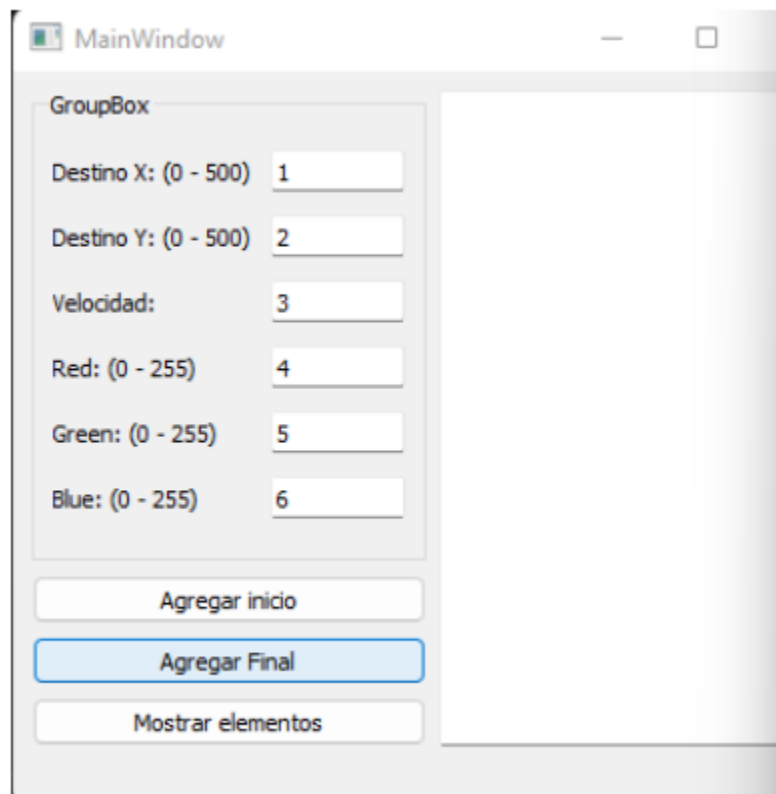 MainWindow
GroupBox
Destino X: (0 - 500) 1
Destino Y: (0 - 500) 2
Velocidad: 3
Red: (0 - 255) 4
Green: (0 - 255) 5
Blue: (0 - 255) 6
Agregar inicio
Agregar Final
Mostrar elementos